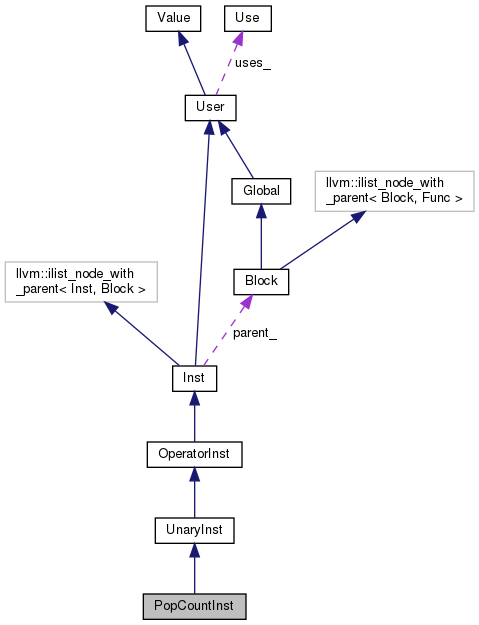 Value
Use
uses_
User
Global
llvm::ilist_node_with
_parent< Block, Func >
llvm::ilist_node_with
_parent< Inst, Block >
Block
parent_
Inst
OperatorInst
UnaryInst
PopCountInst